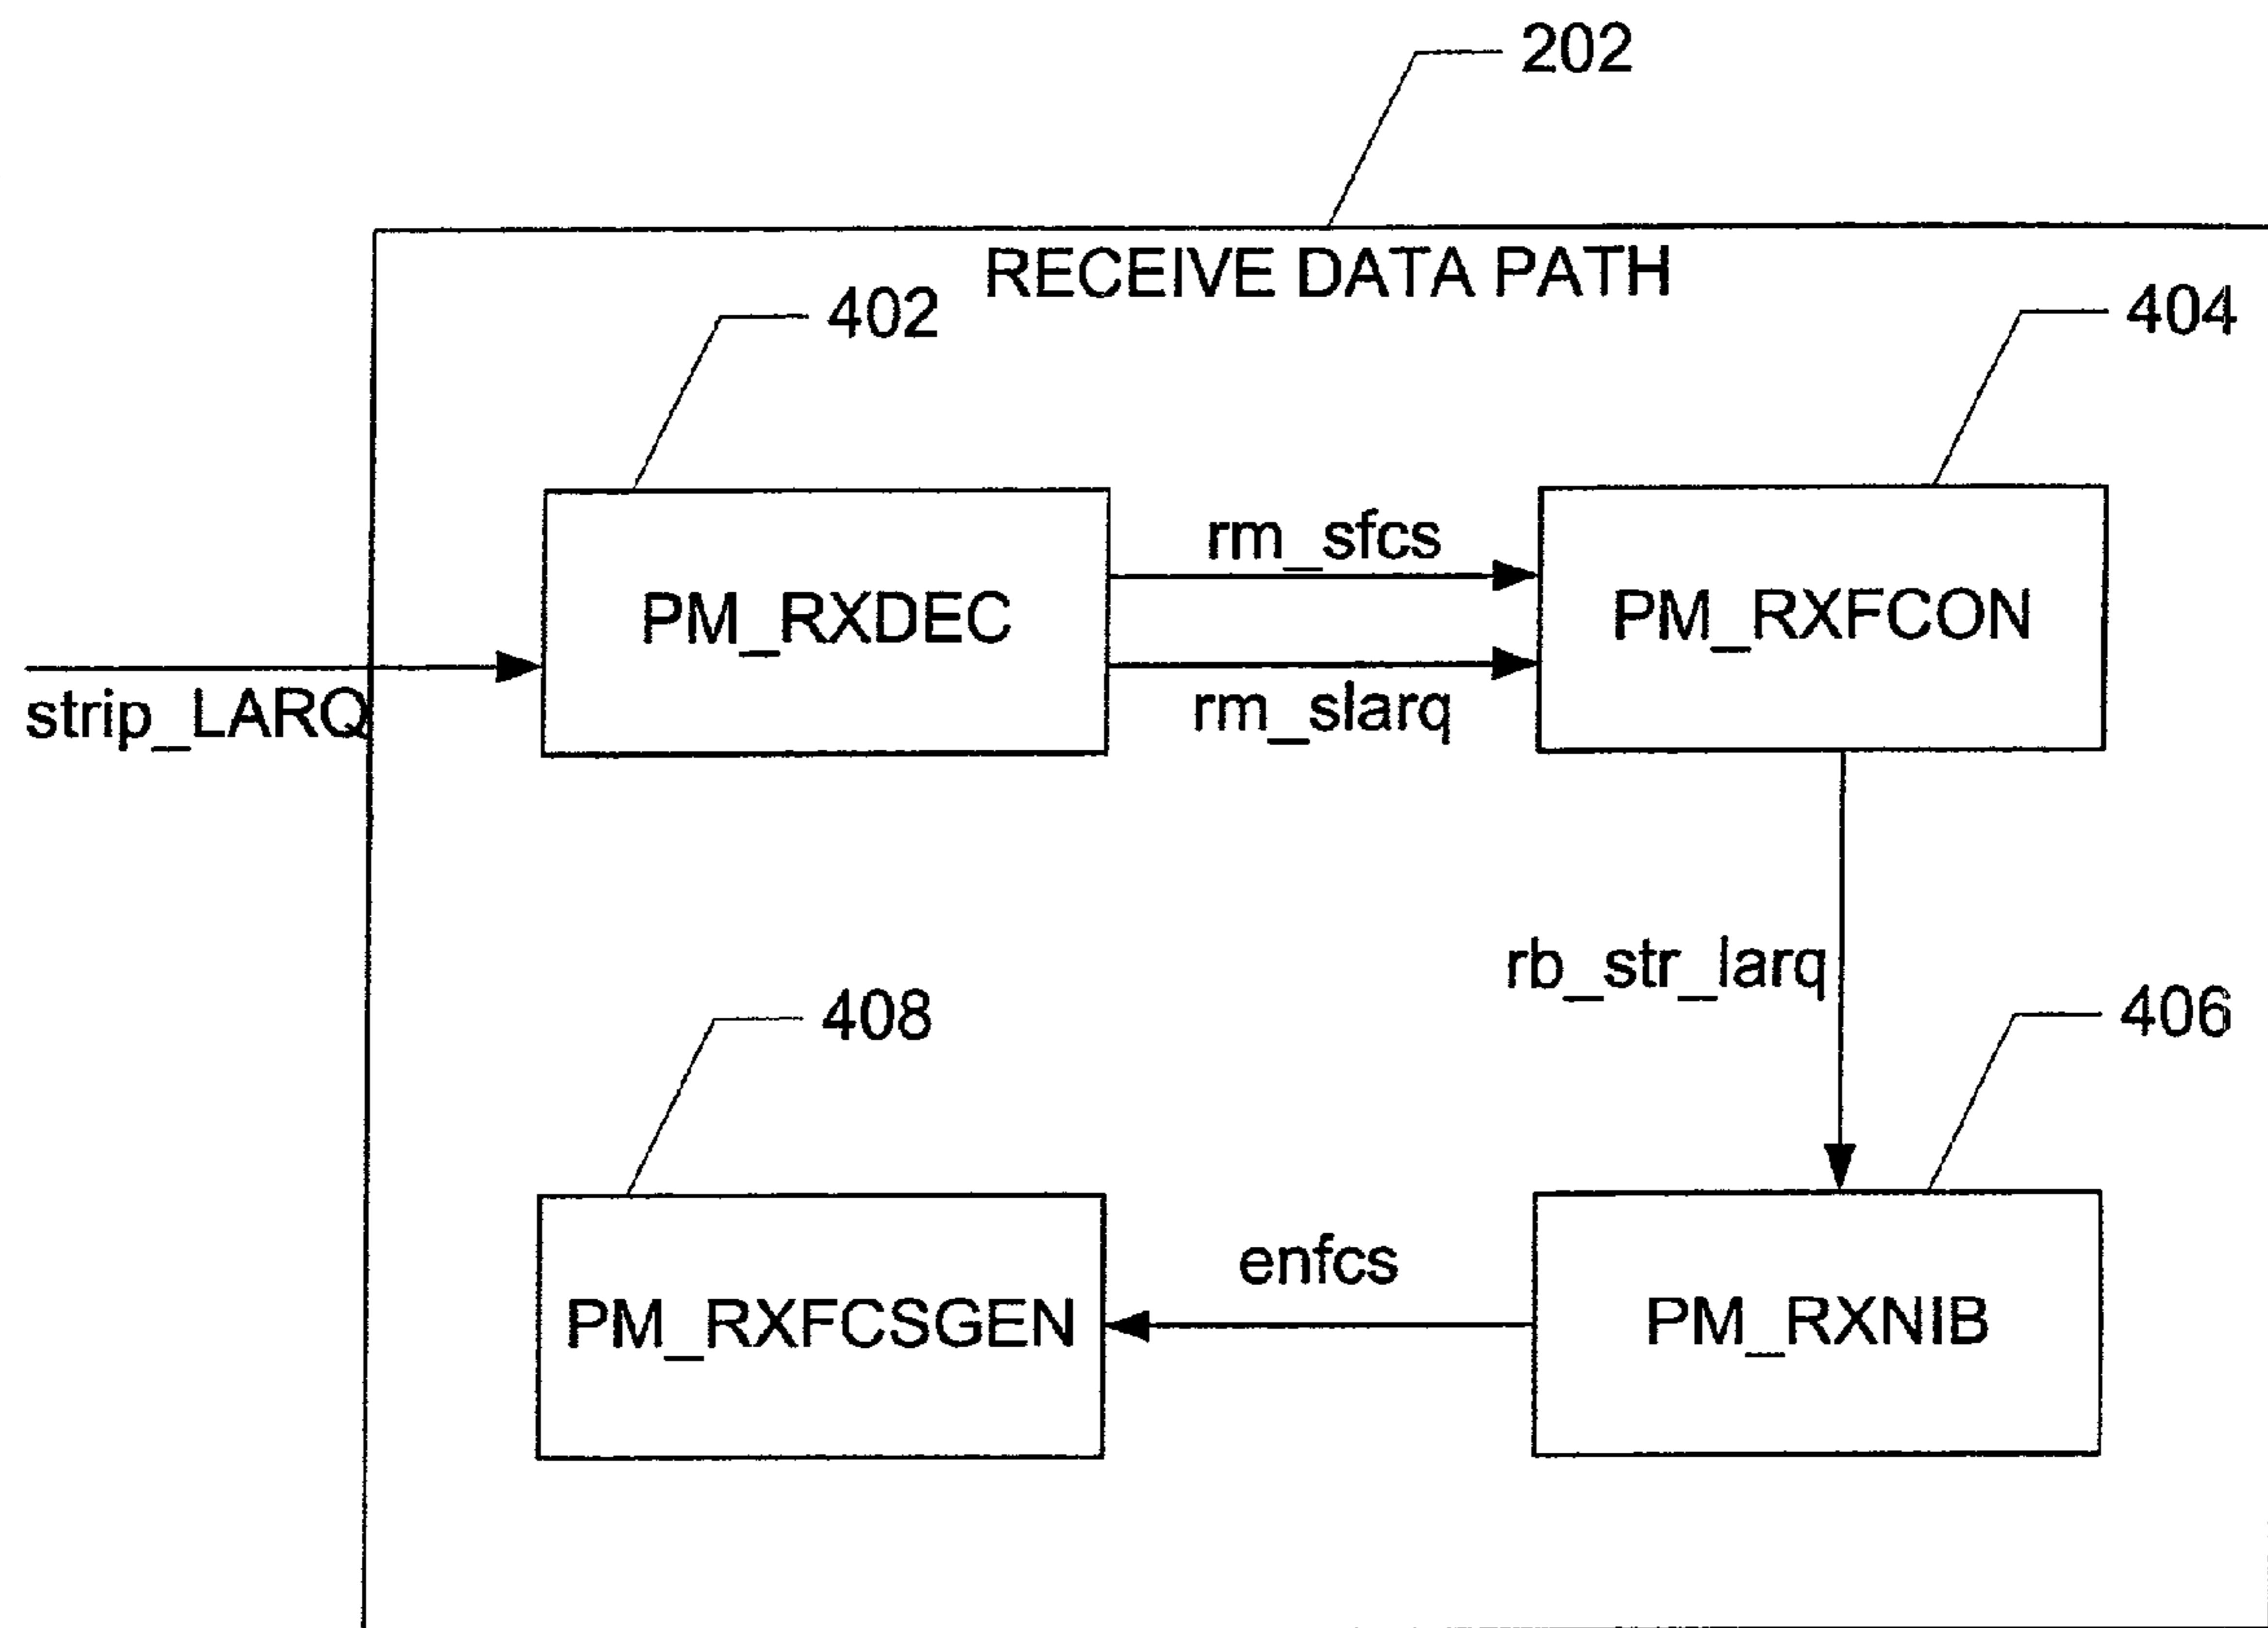 202
RECEIVE DATA PATH
402
404
rm_sfcs
PM_RXDEC
PM_RXFCON
strip_LARQ
rm_slarq
rb_str_larq
408
406
enfcs
PM_RXFCSGEN
PM_RXNIB